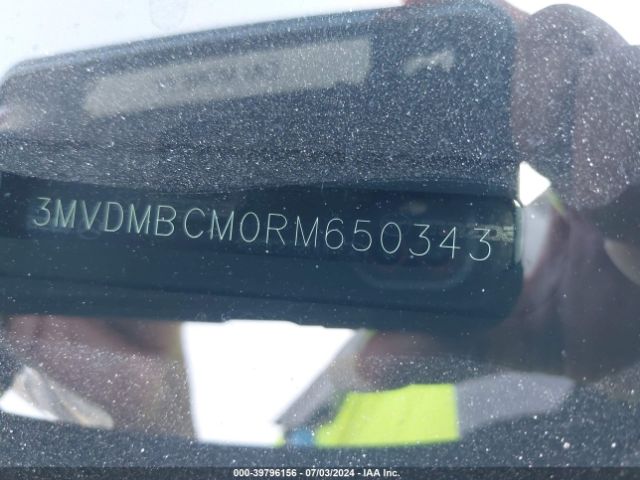 3MVDMBCM0RM650343
000-39796156 - 07/03/2024 - IAA Inc.